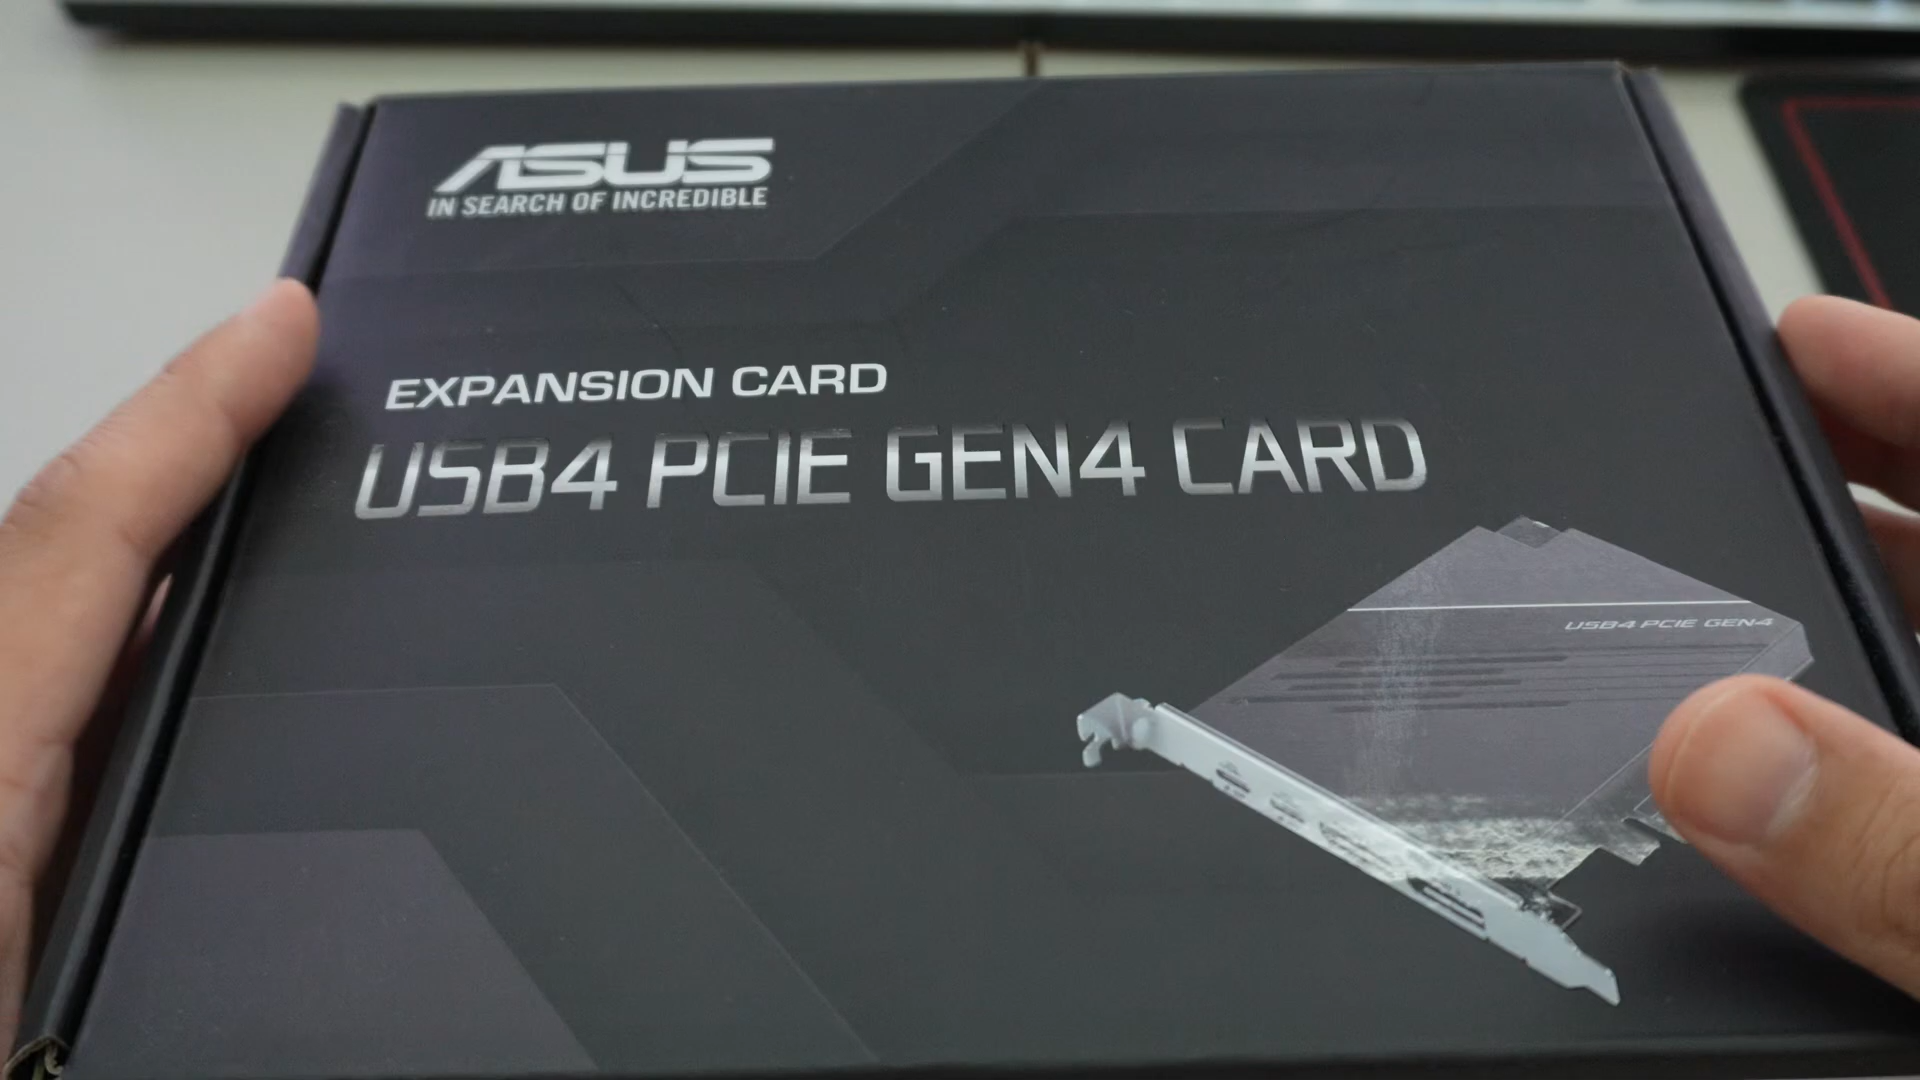 ASUS
IN SEARCH OF INCREDIBLE
EXPANSION CARD
USB4 PCIE GEN4 CARD
USB4 PCIE GEN4